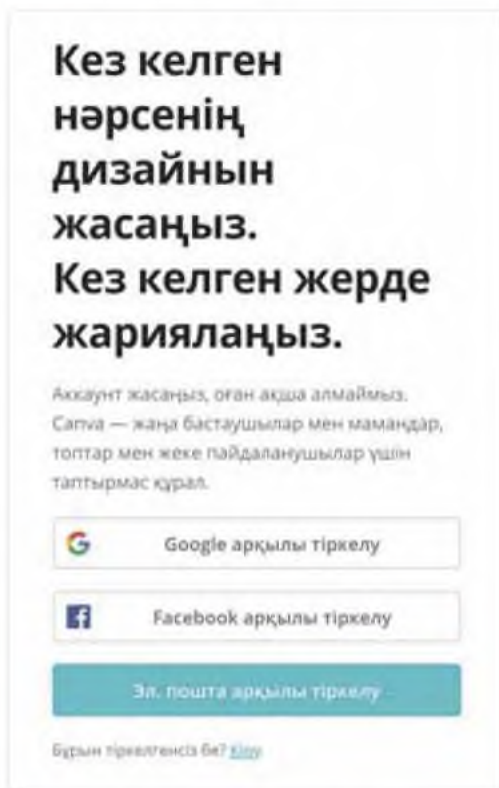 Кез келген
нәрсенің
дизайнын
жасаңыз.
Кез келген жерде
жариялаңыз.
Аккаунт жасаңыз, оған ақша алмаймыз.
Canva — жаңа бастаушылар мен мамандар,
топтар мен жеке пайдаланушылар үшін
таптырмас құрал.
Google арқылы тіркелу
Facebook арқылы тіркелу
Эл. пошта арқылы тіркелу
Бұрын тіркелгенсіз бе? Кіру